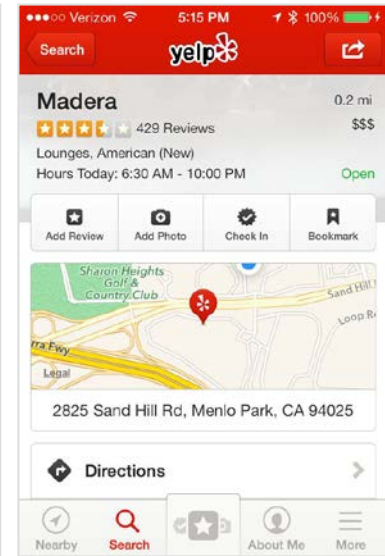 Verizon 5:15 PM 100%
Search yelp
Madera 0.2 mi
429 Reviews $$$
Lounges, American (New)
Hours Today: 6:30 AM - 10:00 PM Open
Add Review Add Photo Check In Bookmark
Sharon Heights
Golf &
Country Club
Sand Hill
Loop R
rra Fwy
Legal
2825 Sand Hill Rd, Menlo Park, CA 94025
Directions
Nearby Search About Me More